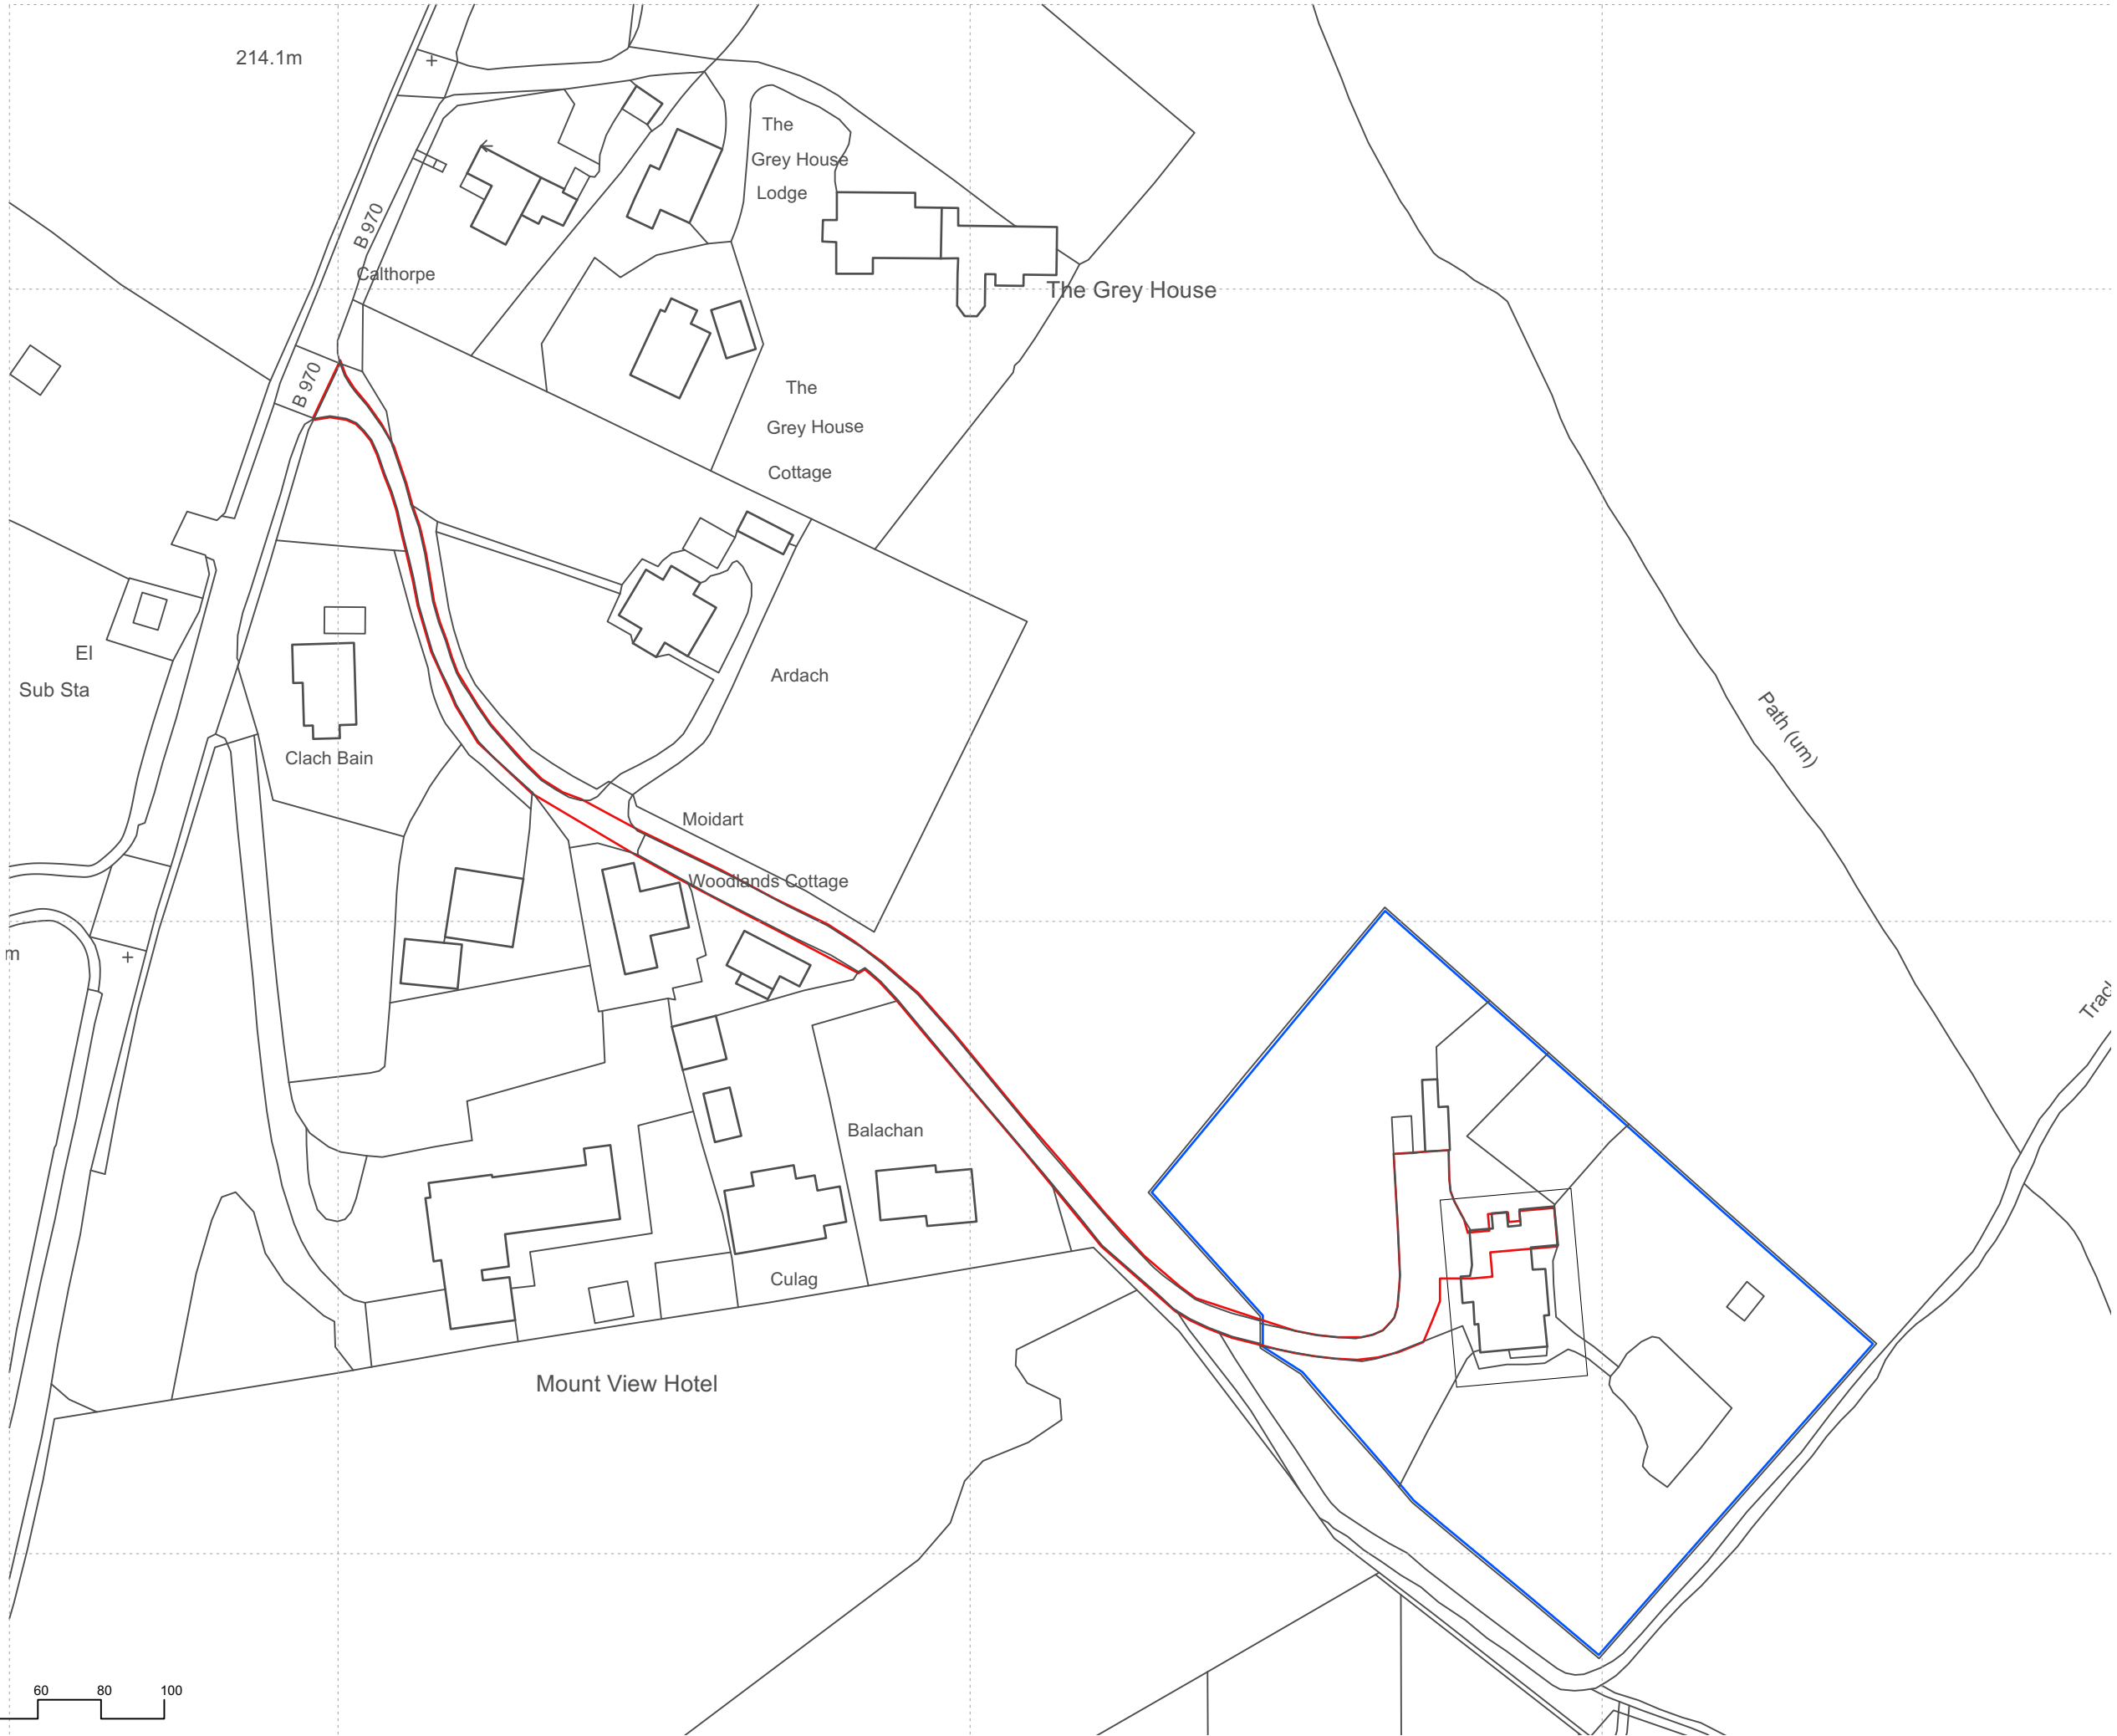 214.1m
The
Grey House
Lodge
B 970
Calthorpe
The Grey House
B 970
The
Grey House
Cottage
El
Sub Sta
Ardach
Path (um)
Clach Bain
Moidart
Woodlands Cottage
m
Balachan
Culag
Mount View Hotel
60 80 100